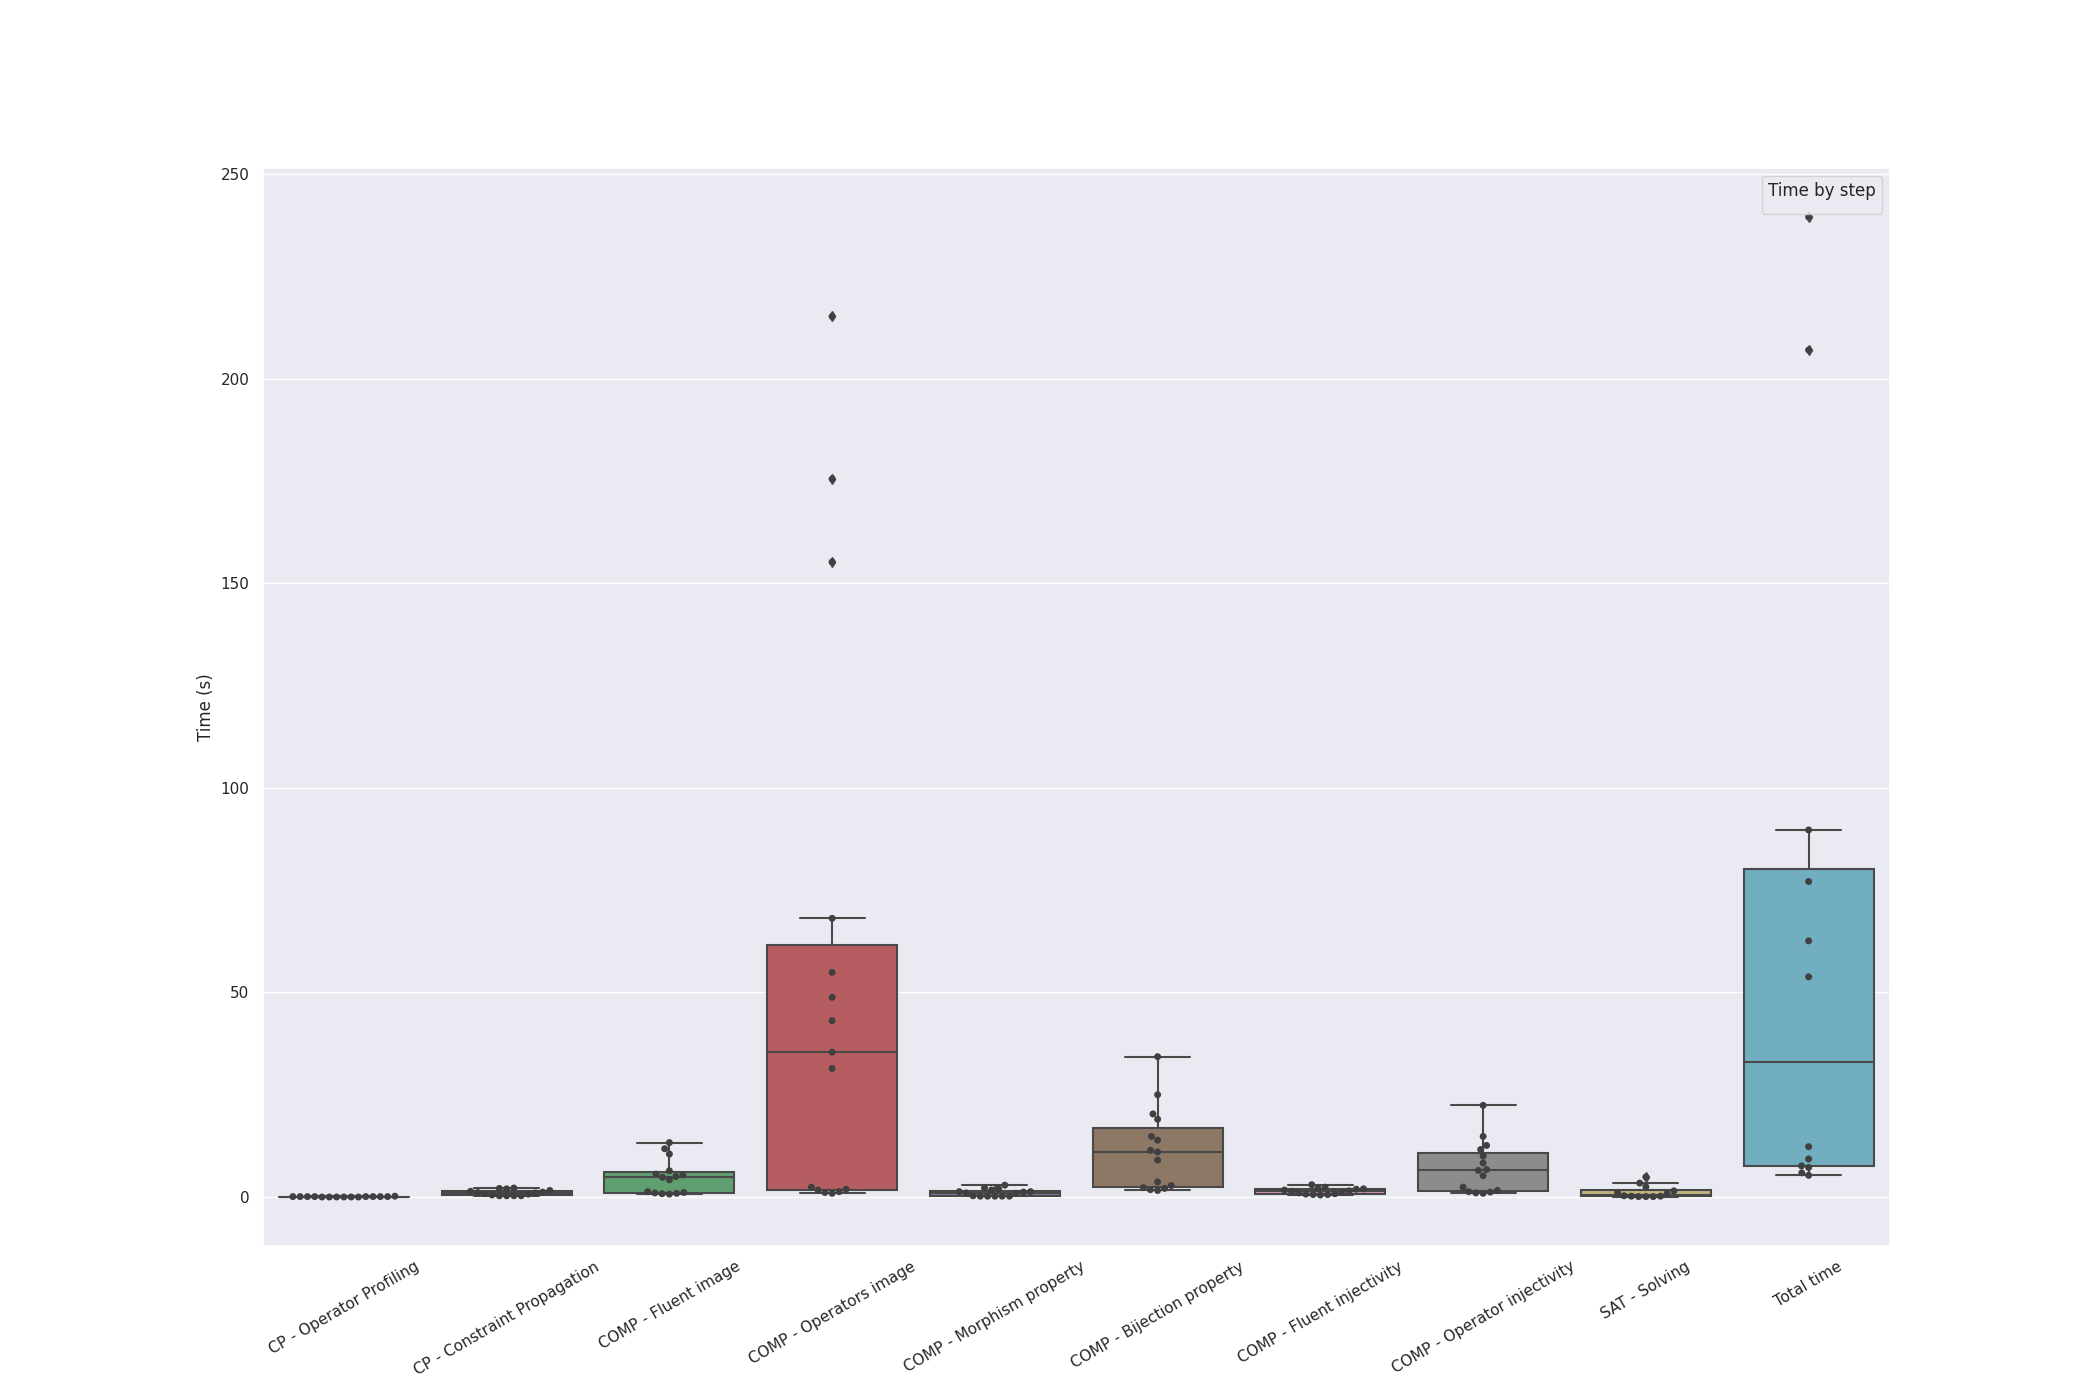 Time by step
250
200
150
100
50
0
Time (s)
CP - Operator Profiling
CP - Constraint Propagation
COMP - Fluent image
COMP - Operators image
COMP - Morphism property
COMP - Bijection property
COMP - Fluent injectivity
COMP - Operator injectivity
SAT - Solving
Total time